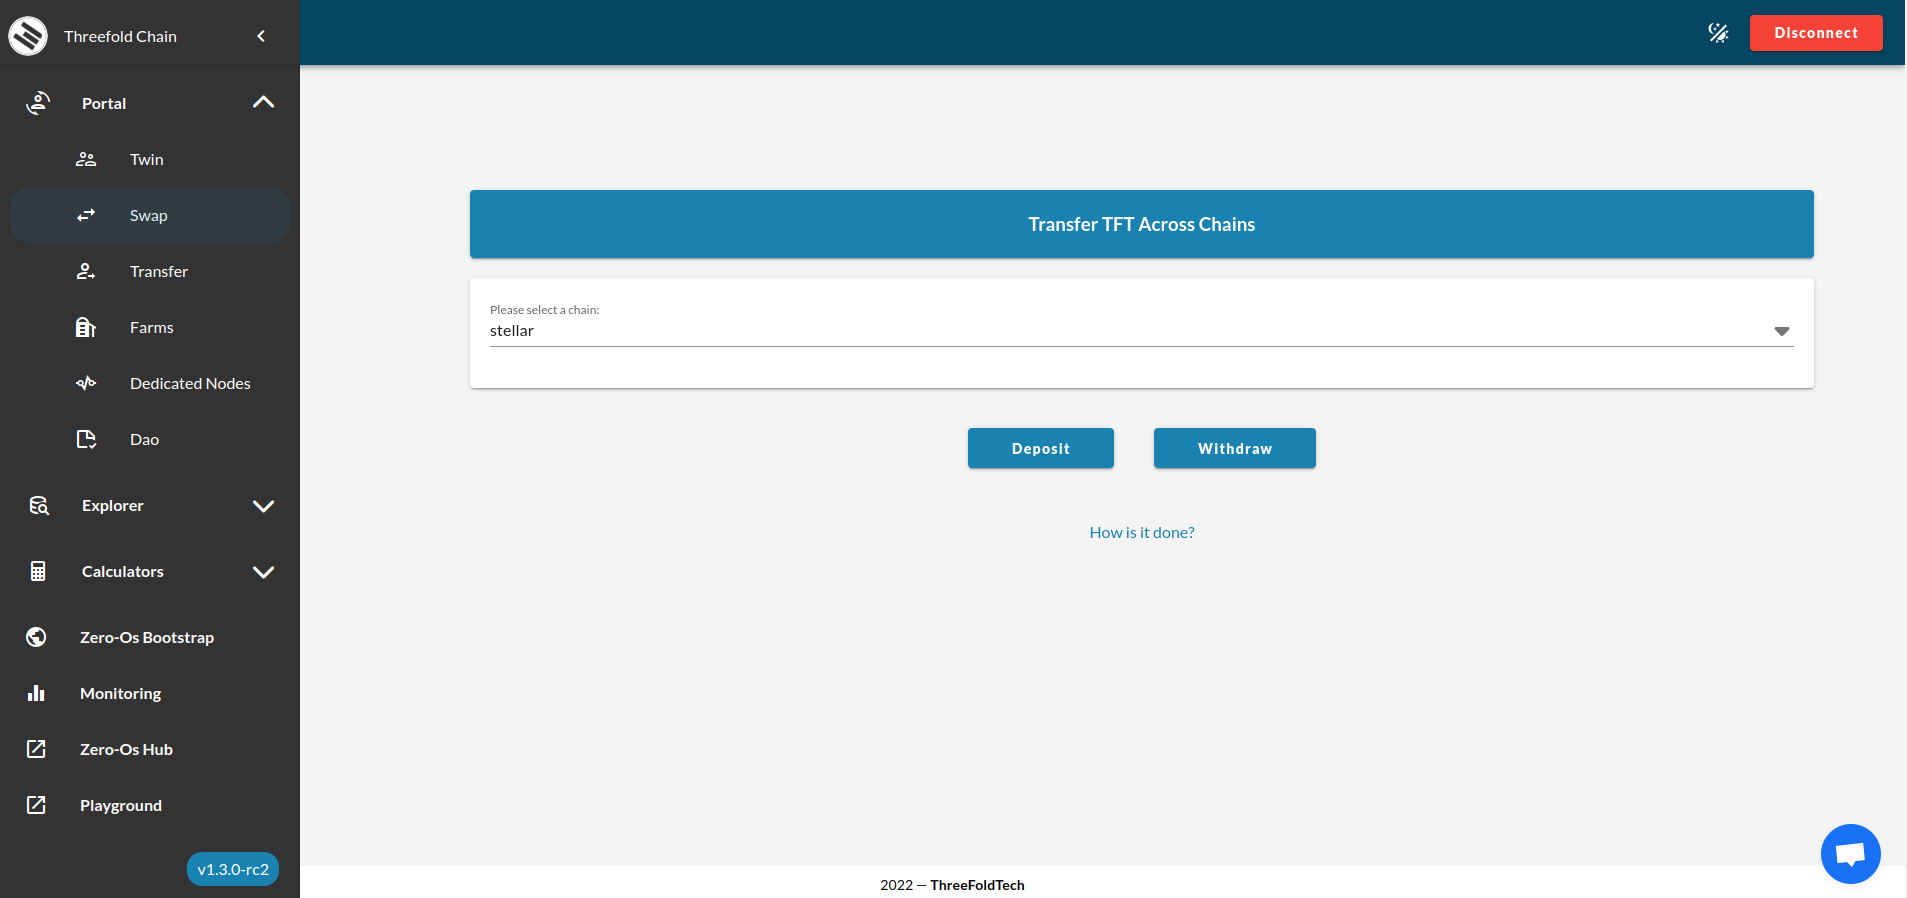 Threefold Chain
Disconnect
Portal
Twin
Swap
Transfer
Farms
Dedicated Nodes
Dao
Explorer
Calculators
Zero-Os Bootstrap
Monitoring
Zero-Os Hub
Playground
v1.3.0-rc2
Transfer TFT Across Chains
Please select a chain:
stellar
Deposit
Withdraw
How is it done?
2022 — ThreeFoldTech